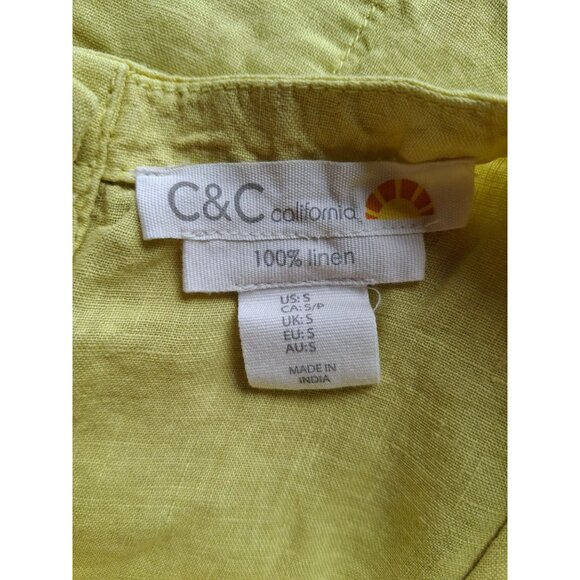 C&C california
100% linen
US: S
CA: S/P
UK: S
EU: S
AU: S
MADE IN
INDIA